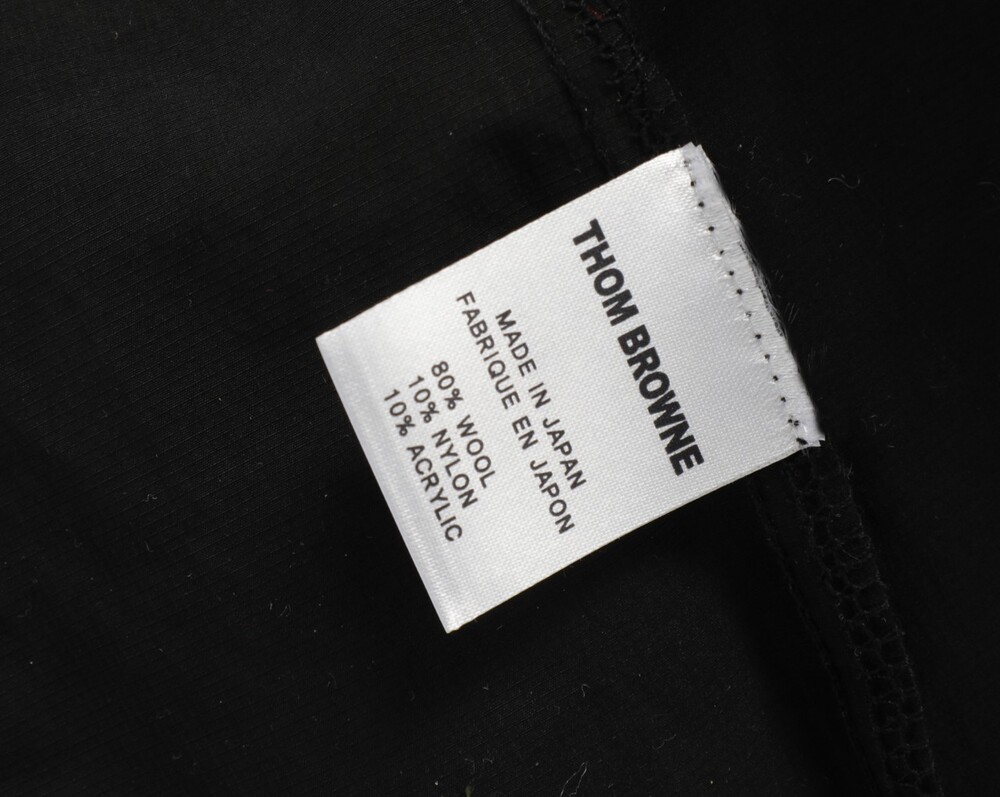 THOM BROWNE
MADE IN JAPAN
FABRIQUE EN JAPON
80% WOOL
10% NYLON
10% ACRYLIC